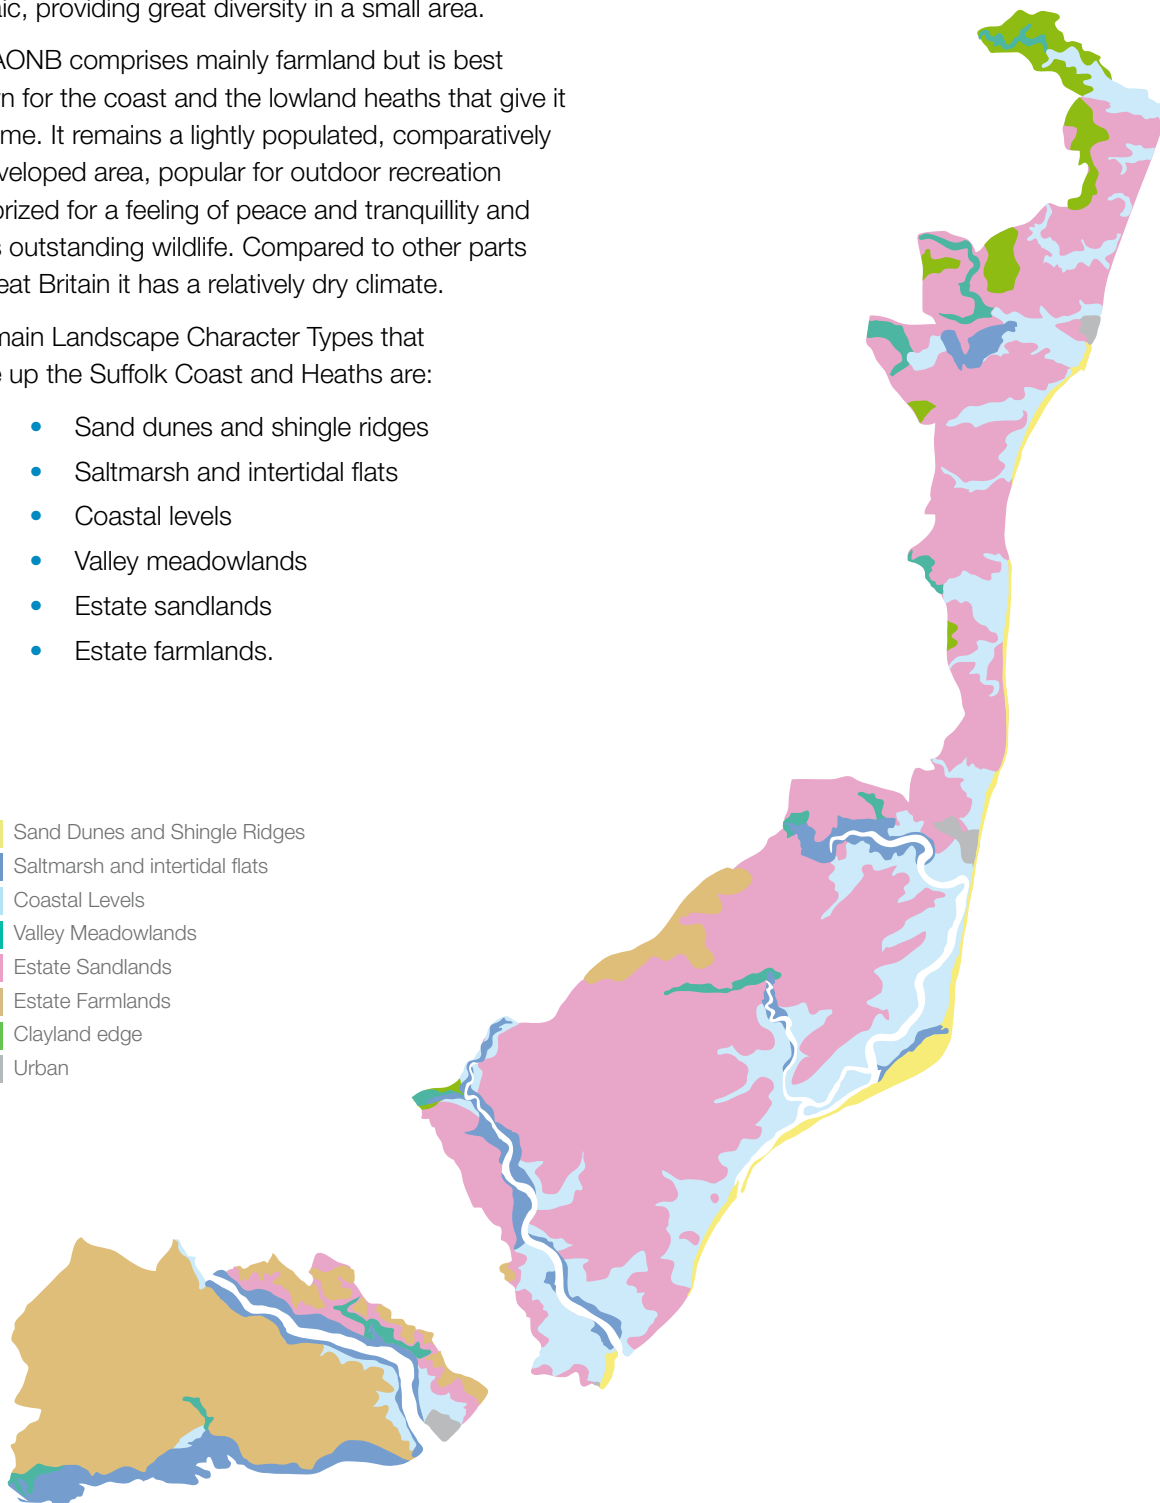 ic, providing great diversity in a small area.
AONB comprises mainly farmland but is best
n for the coast and the lowland heaths that give it
me. It remains a lightly populated, comparatively
veloped area, popular for outdoor recreation
orized for a feeling of peace and tranquillity and
s outstanding wildlife. Compared to other parts
reat Britain it has a relatively dry climate.
main Landscape Character Types that
e up the Suffolk Coast and Heaths are:
• Sand dunes and shingle ridges
• Saltmarsh and intertidal flats
• Coastal levels
• Valley meadowlands
• Estate sandlands
• Estate farmlands.
Sand Dunes and Shingle Ridges
Saltmarsh and intertidal flats
Coastal Levels
Valley Meadowlands
Estate Sandlands
Estate Farmlands
Clayland edge
Urban